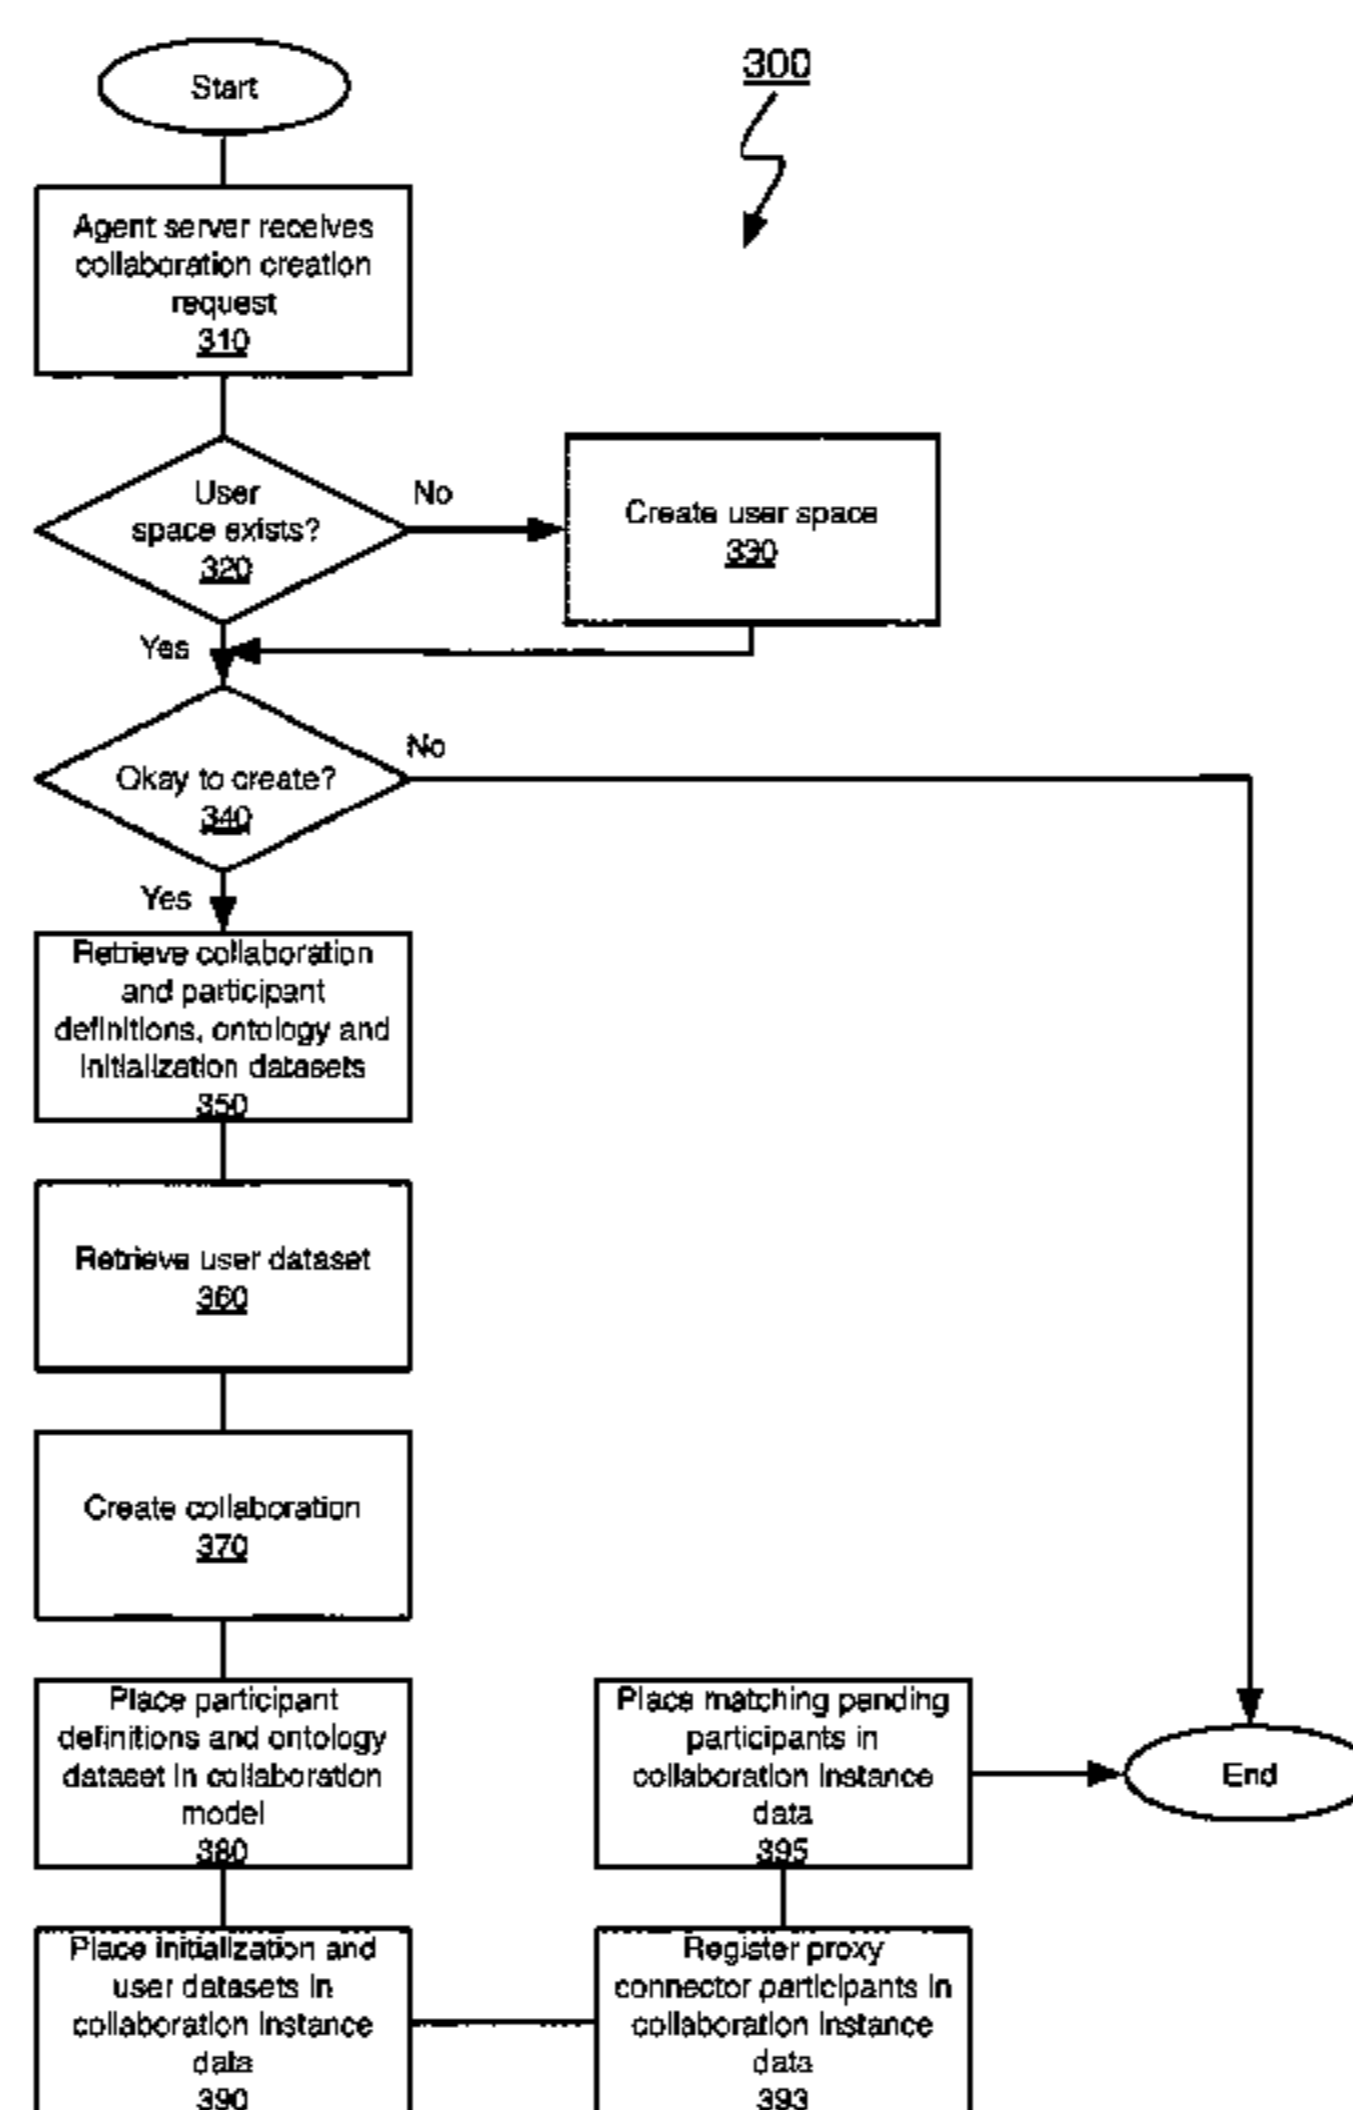 Start
300
Agent server receives
collaboration creation
request
310
User
space exists?
320
No
Create user space
330
Yes
Okay to create?
340
No
Yes
Retrieve collaboration
and participant
definitions, ontology and
initialization datasets
350
Retrieve user dataset
360
Create collaboration
370
Place participant
definitions and ontology
dataset in collaboration
model
380
Place matching pending
participants in
collaboration instance
data
395
End
Place initialization and
user datasets in
collaboration instance
data
390
Register proxy
connector participants in
collaboration instance
data
393